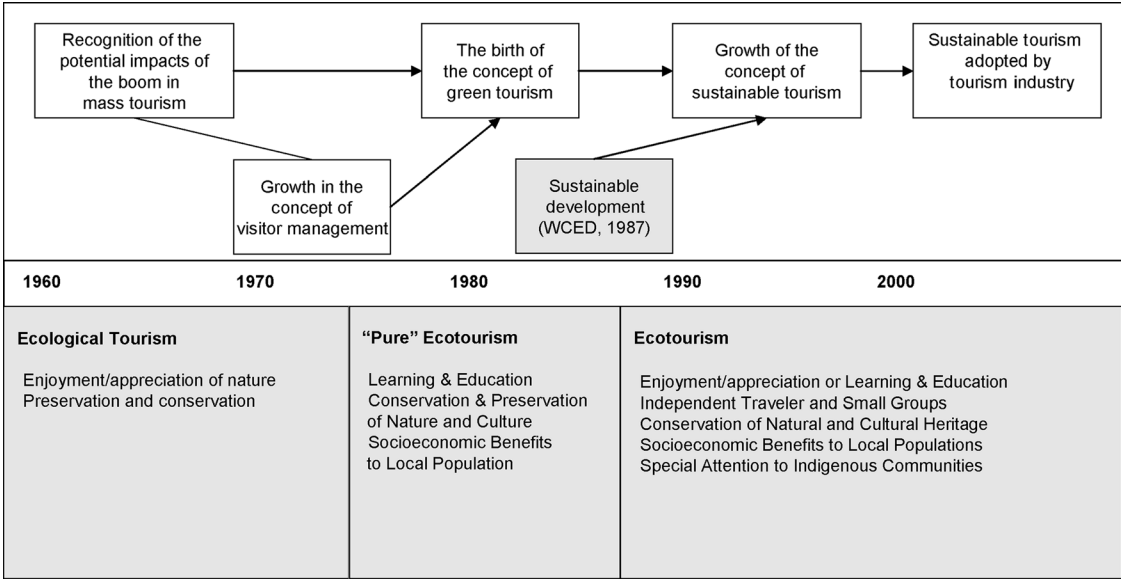 Recognition of the
potential impacts of
the boom in
mass tourism
The birth of
the concept of
green tourism
Growth of the
concept of
sustainable tourism
Sustainable tourism
adopted by
tourism industry
Growth in the
concept of
visitor management
Sustainable
development
(WCED, 1987)
1960 1970 1980 1990 2000
Ecological Tourism
Enjoyment/appreciation of nature
Preservation and conservation
“Pure” Ecotourism
Learning & Education
Conservation & Preservation
of Nature and Culture
Socioeconomic Benefits
to Local Population
Ecotourism
Enjoyment/appreciation or Learning & Education
Independent Traveler and Small Groups
Conservation of Natural and Cultural Heritage
Socioeconomic Benefits to Local Populations
Special Attention to Indigenous Communities